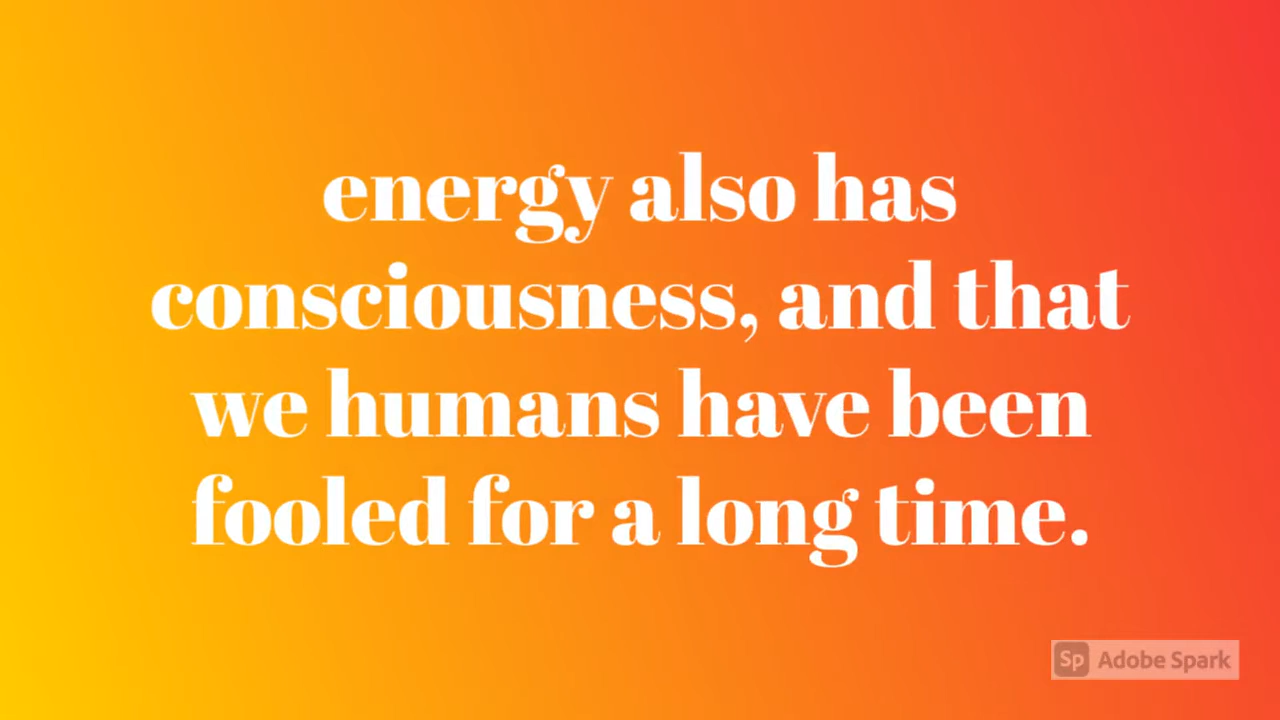 energy also has
consciousness, and that
we humans have been
fooled for a long time.
Sp Adobe Spark